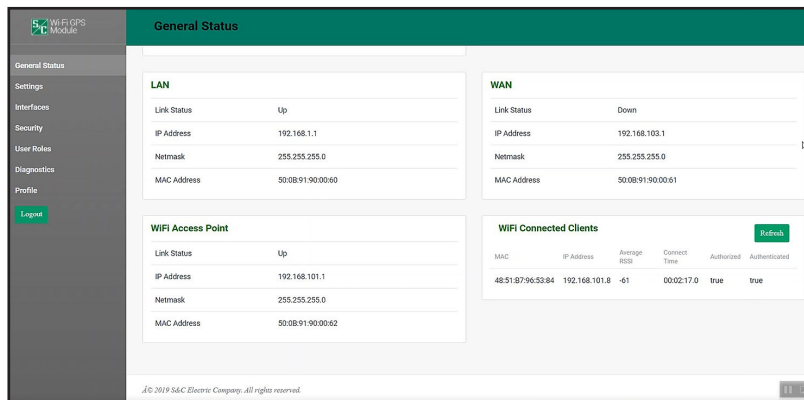 S&C Wi-Fi GPS
Module
General Status
General Status
Settings
Interfaces
Security
User Roles
Diagnostics
Profile
Logout
LAN
Link Status Up
IP Address 192.168.1.1
Netmask 255.255.255.0
MAC Address 50:0B:91:90:00:60
WAN
Link Status Down
IP Address 192.168.103.1
Netmask 255.255.255.0
MAC Address 50:0B:91:90:00:61
WiFi Access Point
Link Status Up
IP Address 192.168.101.1
Netmask 255.255.255.0
MAC Address 50:0B:91:90:00:62
WiFi Connected Clients
Refresh
MAC IP Address Average RSSI Connect Time Authorized Authenticated
48:51:B7:96:53:84 192.168.101.8 -61 00:02:17.0 true true
© 2019 S&C Electric Company. All rights reserved.